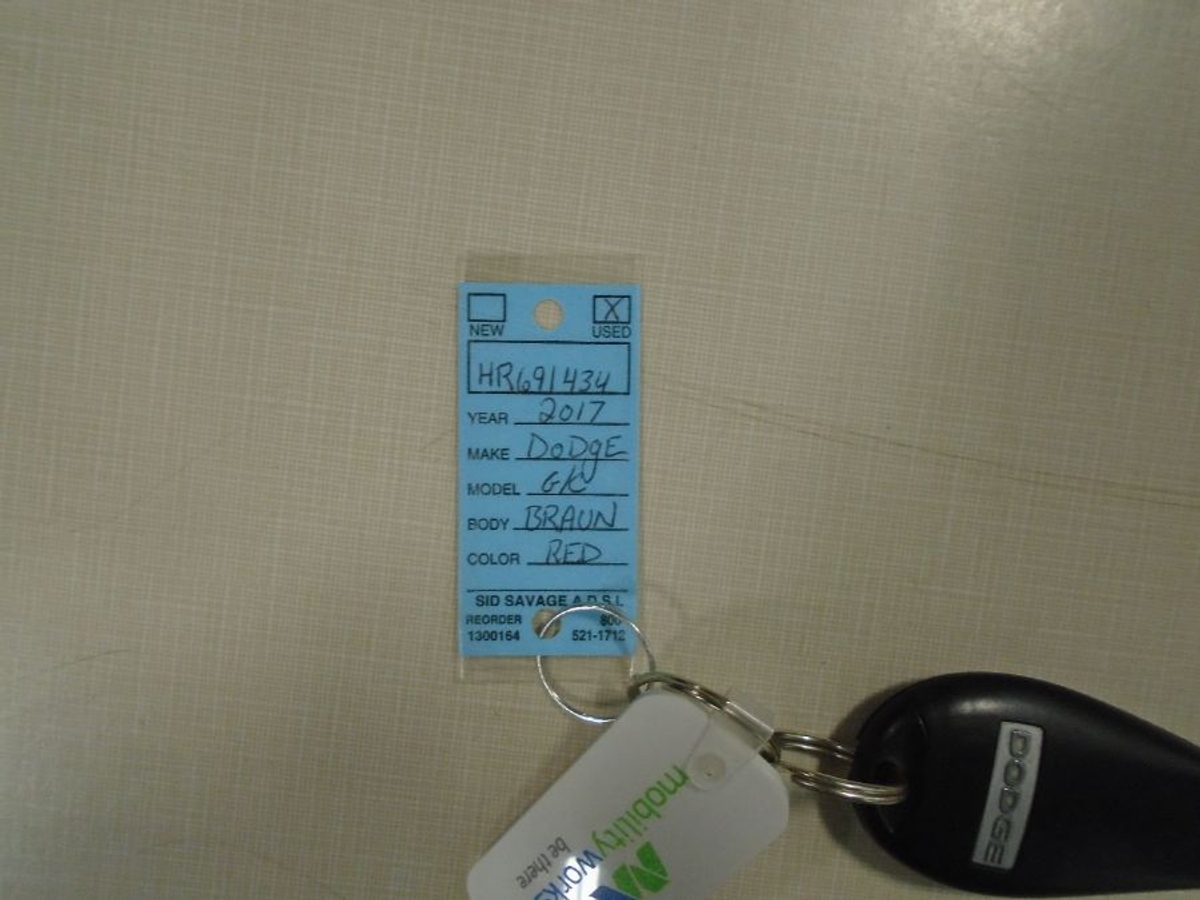 NEW X USED
HR691434
YEAR 2017
MAKE DODgE
MODEL G/C
BODY BRAUN
COLOR RED
SID SAVAGE A.D.S.I.
REORDER 800
1300164 521-1712
mobilityworks
be there
DODGE